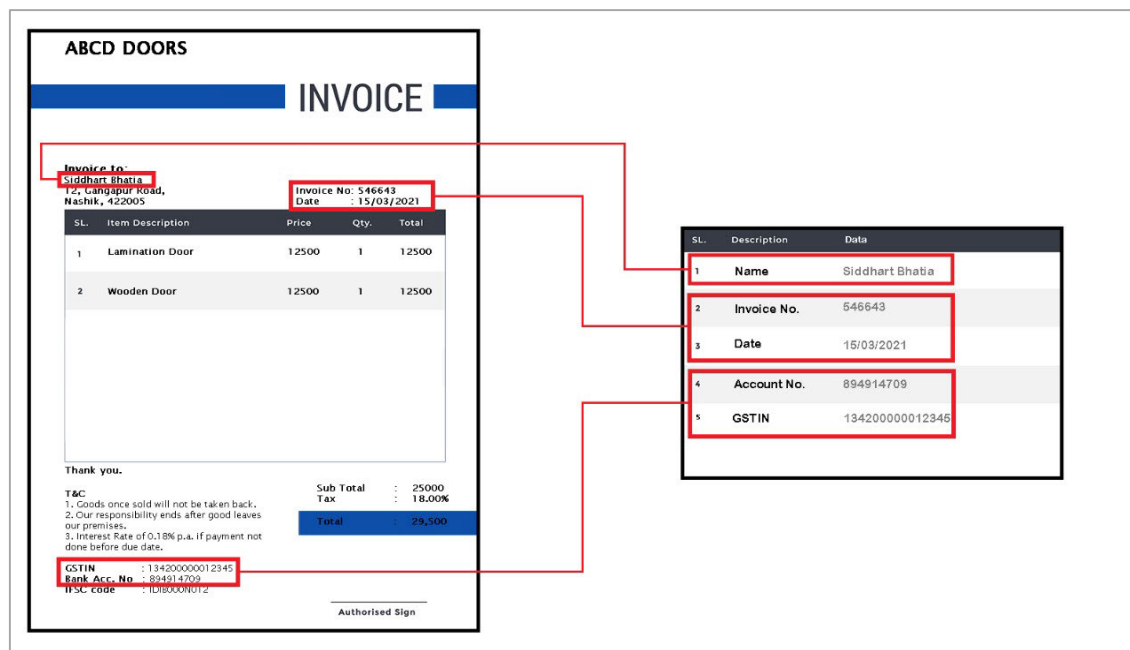 ABCD DOORS
INVOICE
Invoice to:
Siddhart Bhatia
12, Gangapur Road,
Nashik, 422005
Invoice No: 546643
Date : 15/03/2021
SL. Item Description Price Qty. Total
1 Lamination Door 12500 1 12500
2 Wooden Door 12500 1 12500
Thank you.
T&C
1. Goods once sold will not be taken back.
2. Our responsibility ends after good leaves
our premises.
3. Interest Rate of 0.18% p.a. if payment not
done before due date.
Sub Total : 25000
Tax : 18.00%
Total : 29,500
GSTIN : 134200000012345
Bank Acc. No : 894914709
IFSC code : IDIB000N012
Authorised Sign
SL. Description Data
1 Name Siddhart Bhatia
2 Invoice No. 546643
3 Date 15/03/2021
4 Account No. 894914709
5 GSTIN 134200000012345